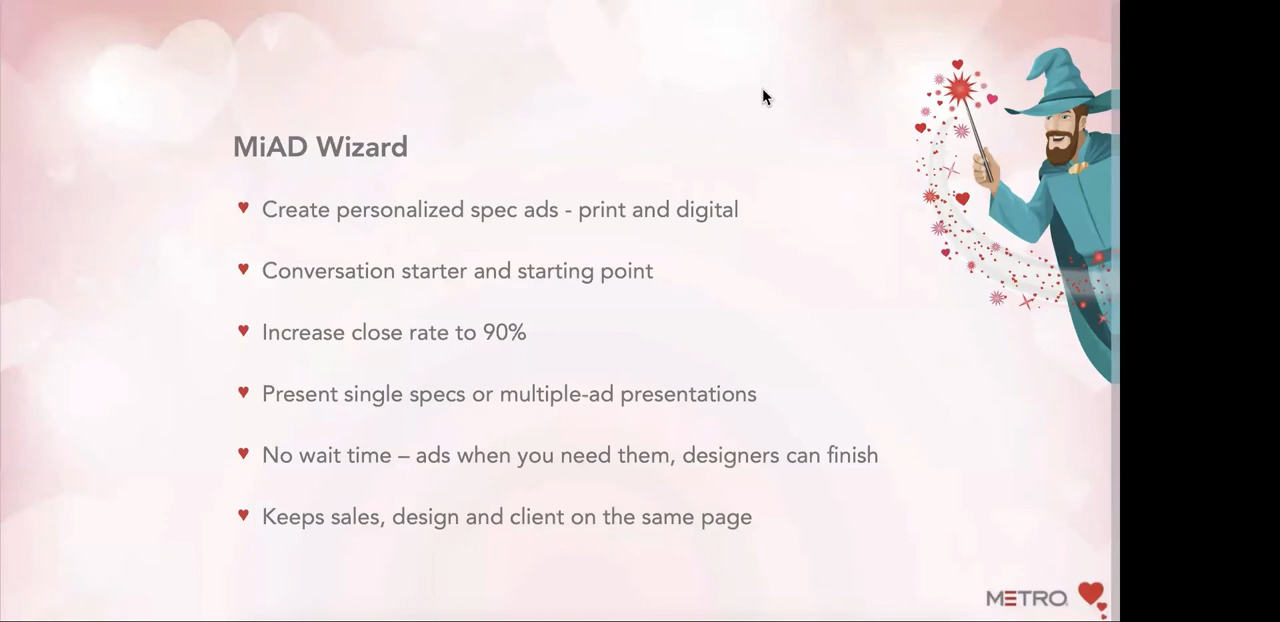 MiAD Wizard
♥ Create personalized spec ads - print and digital
♥ Conversation starter and starting point
♥ Increase close rate to 90%
♥ Present single specs or multiple-ad presentations
♥ No wait time – ads when you need them, designers can finish
♥ Keeps sales, design and client on the same page
METRO